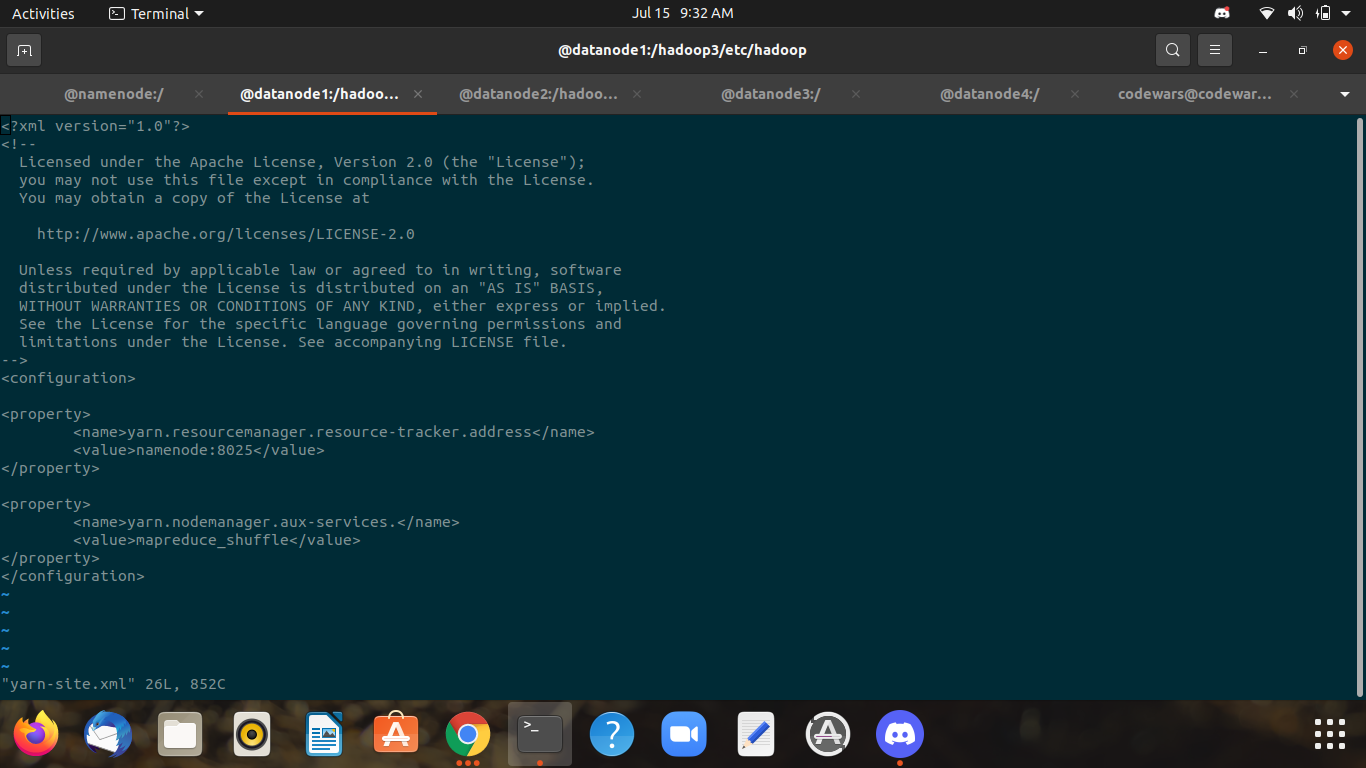 Activities
Terminal
Jul 15 9:32 AM
@datanode1:/hadoop3/etc/hadoop
@namenode:/
@datanode1:/hadoo...
@datanode2:/hadoo...
@datanode3:/
@datanode4:/
codewars@codewar...
<?xml version="1.0"?>
<!--
  Licensed under the Apache License, Version 2.0 (the "License");
  you may not use this file except in compliance with the License.
  You may obtain a copy of the License at
    http://www.apache.org/licenses/LICENSE-2.0
  Unless required by applicable law or agreed to in writing, software
  distributed under the License is distributed on an "AS IS" BASIS,
  WITHOUT WARRANTIES OR CONDITIONS OF ANY KIND, either express or implied.
  See the License for the specific language governing permissions and
  limitations under the License. See accompanying LICENSE file.
-->
<configuration>
<property>
        <name>yarn.resourcemanager.resource-tracker.address</name>
        <value>namenode:8025</value>
</property>
<property>
        <name>yarn.nodemanager.aux-services.</name>
        <value>mapreduce_shuffle</value>
</property>
</configuration>
~
~
~
~
~
"yarn-site.xml" 26L, 852C